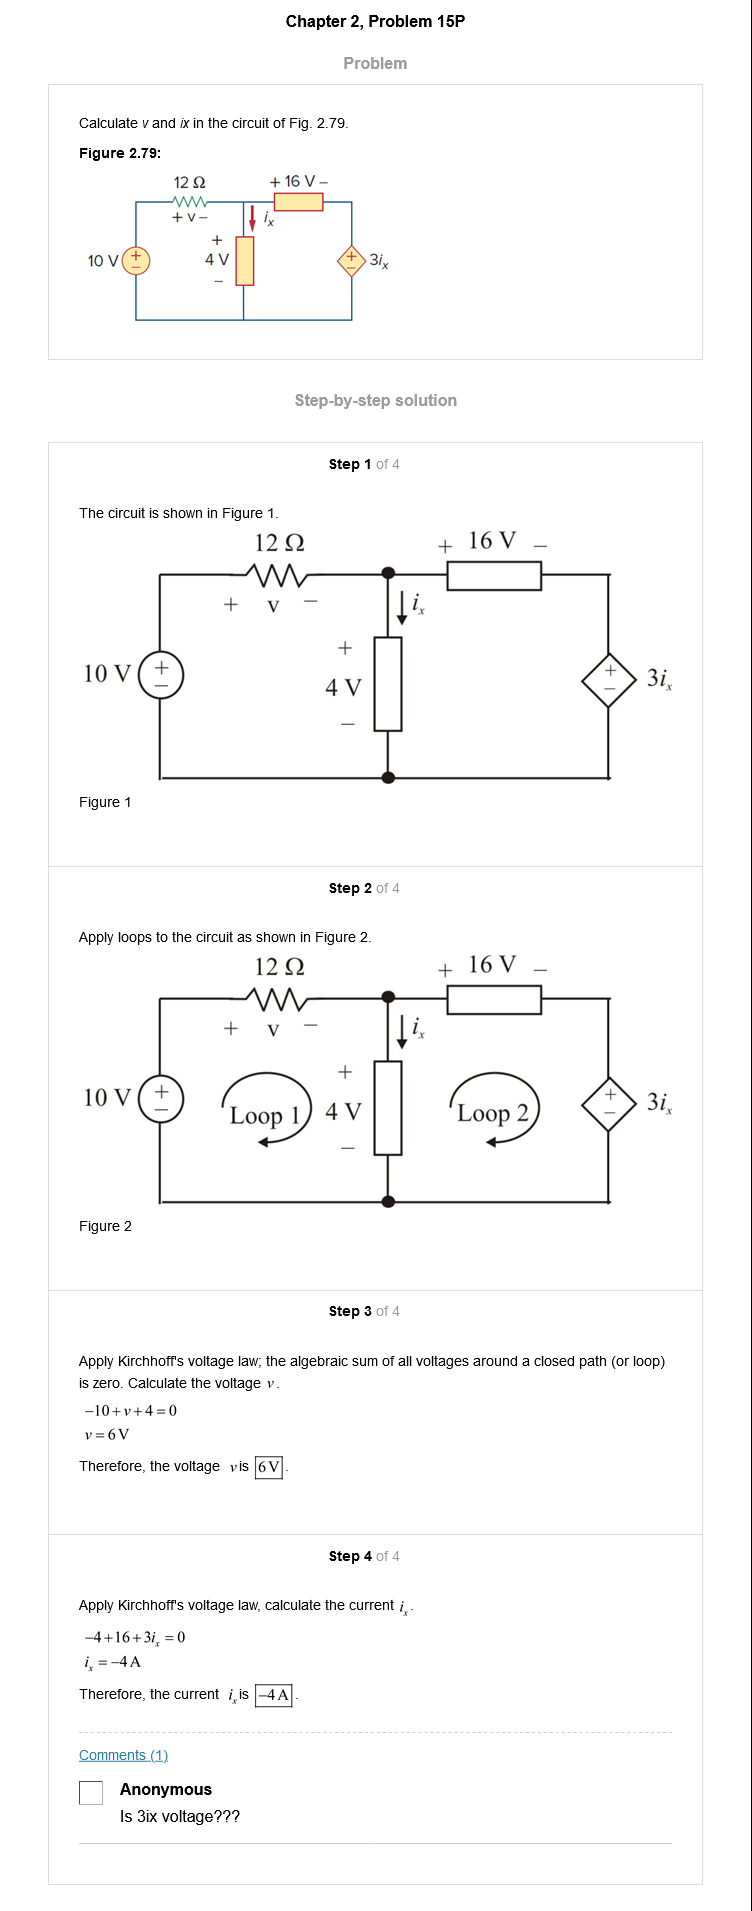 Chapter 2, Problem 15P
Problem
Calculate v and ix in the circuit of Fig. 2.79.
Figure 2.79:
12 Ω
+ 16 V –
+ v –
ix
+
10 V
+
–
4 V
–
+
–
3ix
Step-by-step solution
Step 1 of 4
The circuit is shown in Figure 1.
12 Ω
+ 16 V –
+ v –
ix
+
10 V
+
–
4 V
–
+
–
3ix
Figure 1
Step 2 of 4
Apply loops to the circuit as shown in Figure 2.
12 Ω
+ 16 V –
+ v –
ix
+
10 V
+
–
Loop 1
4 V
–
Loop 2
+
–
3ix
Figure 2
Step 3 of 4
Apply Kirchhoff's voltage law; the algebraic sum of all voltages around a closed path (or loop)
is zero. Calculate the voltage v.
–10+v+4=0
v=6V
Therefore, the voltage v is 6V.
Step 4 of 4
Apply Kirchhoff's voltage law, calculate the current ix.
–4+16+3ix=0
ix=–4A
Therefore, the current ix is –4A.
Comments (1)
Anonymous
Is 3ix voltage???